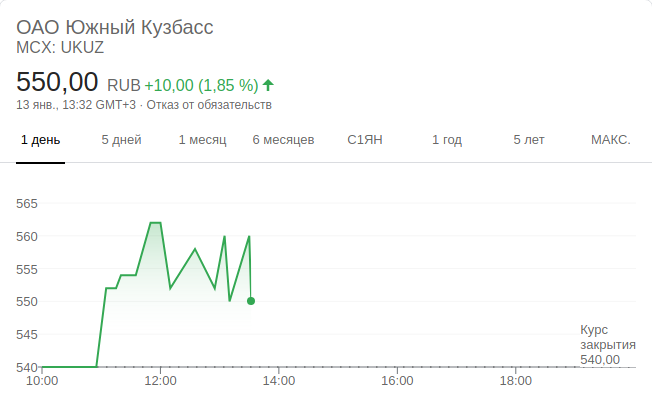 ОАО Южный Кузбасс
MCX: UKUZ
550,00 RUB +10,00 (1,85 %)
13 янв., 13:32 GMT+3 · Отказ от обязательств
1 день 5 дней 1 месяц 6 месяцев С1ЯН 1 год 5 лет МАКС.
565
560
555
550
545
540
Курс
закрытия
540,00
10:00 12:00 14:00 16:00 18:00